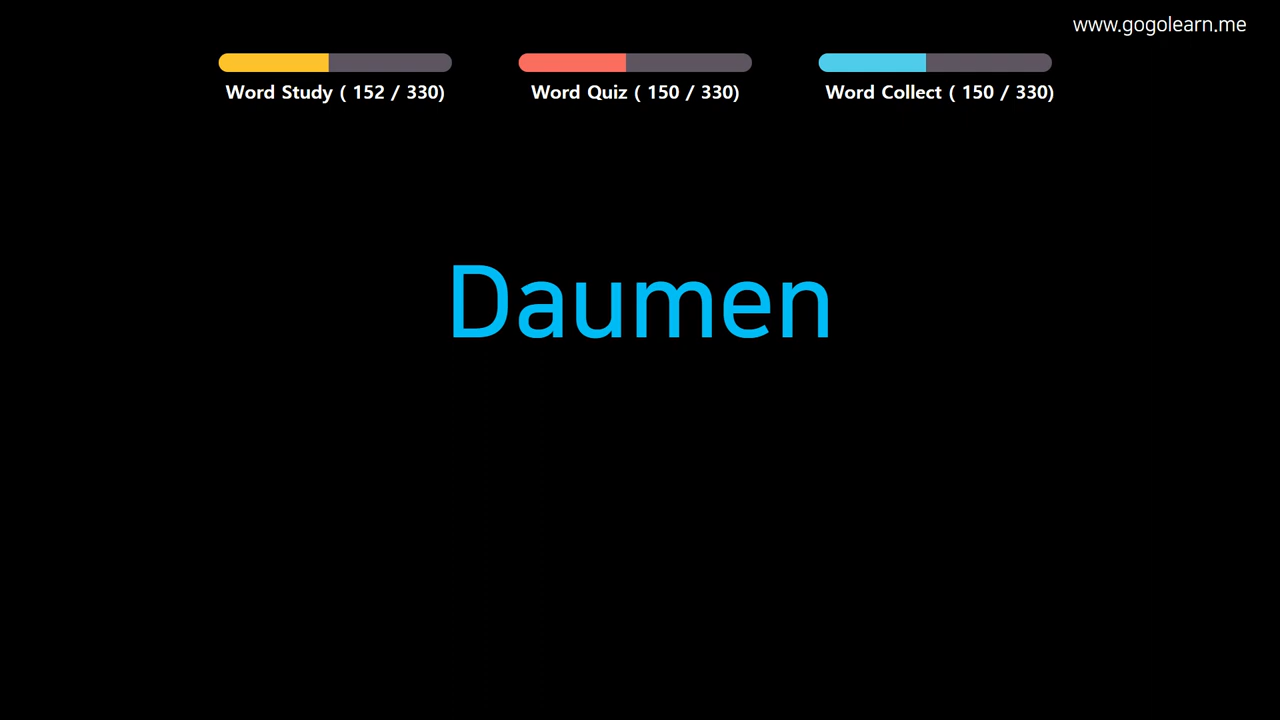 www.gogolearn.me
Word Study ( 152 / 330)
Word Quiz ( 150 / 330)
Word Collect ( 150 / 330)
Daumen